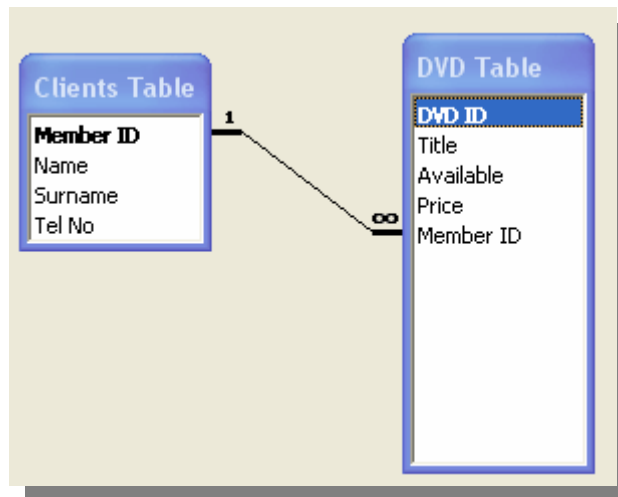 Clients Table
Member ID
Name
Surname
Tel No
1
∞
DVD Table
DVD ID
Title
Available
Price
Member ID